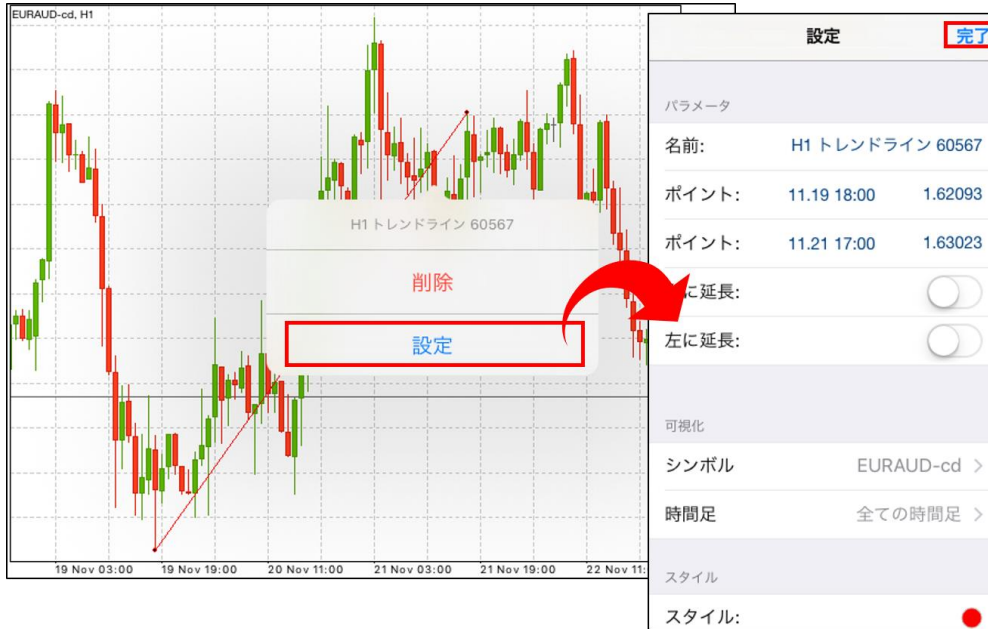 EURAUD-cd, H1
H1 トレンドライン 60567
削除
設定
19 Nov 03:00 19 Nov 19:00 20 Nov 11:00 21 Nov 03:00 21 Nov 19:00 22 Nov 11:
設定 完了
パラメータ
名前: H1 トレンドライン 60567
ポイント: 11.19 18:00 1.62093
ポイント: 11.21 17:00 1.63023
に延長:
左に延長:
可視化
シンボル EURAUD-cd >
時間足 全ての時間足 >
スタイル
スタイル: